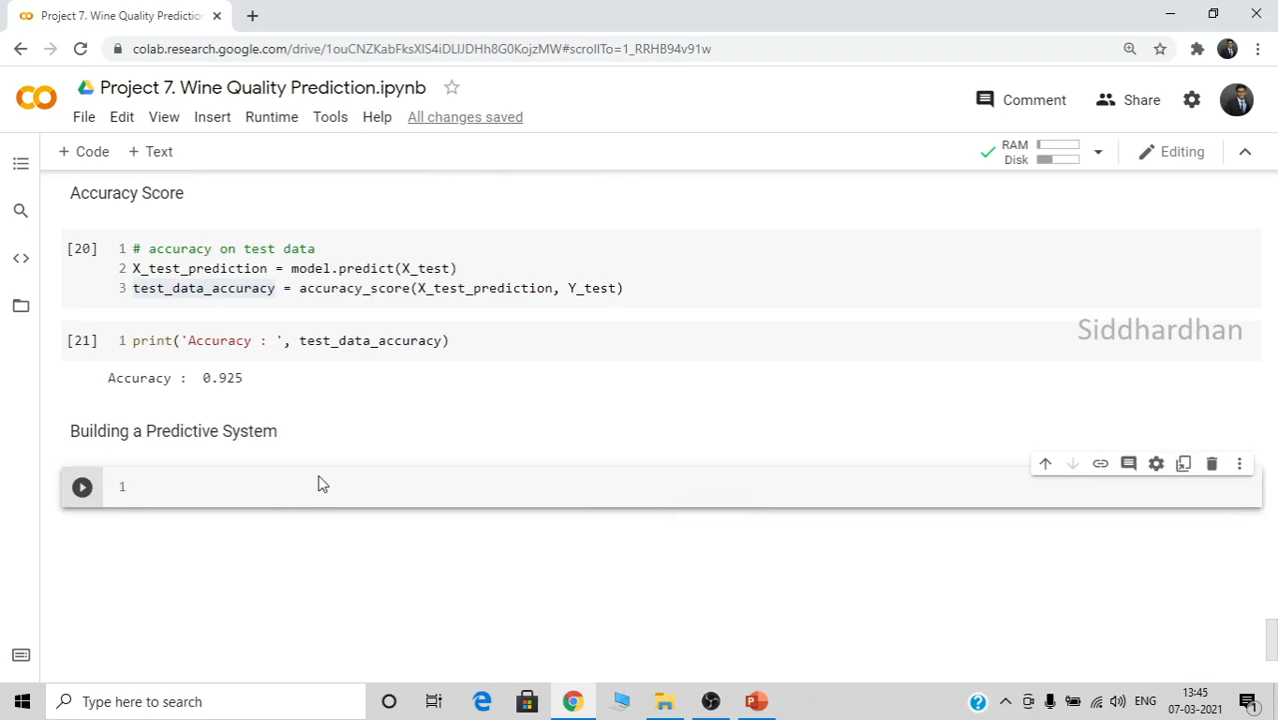 Project 7. Wine Quality Prediction
colab.research.google.com/drive/1ouCNZKabFksXlS4iDLlJDHh8G0KojzMW#scrollTo=1_RRHB94v91w
Project 7. Wine Quality Prediction.ipynb
File Edit View Insert Runtime Tools Help All changes saved
Comment Share
+ Code + Text
RAM
Disk
Editing
Accuracy Score
[20] 1 # accuracy on test data
2 X_test_prediction = model.predict(X_test)
3 test_data_accuracy = accuracy_score(X_test_prediction, Y_test)
Siddhardhan
[21] 1 print('Accuracy : ', test_data_accuracy)
Accuracy :  0.925
Building a Predictive System
1
Type here to search
ENG
13:45
07-03-2021